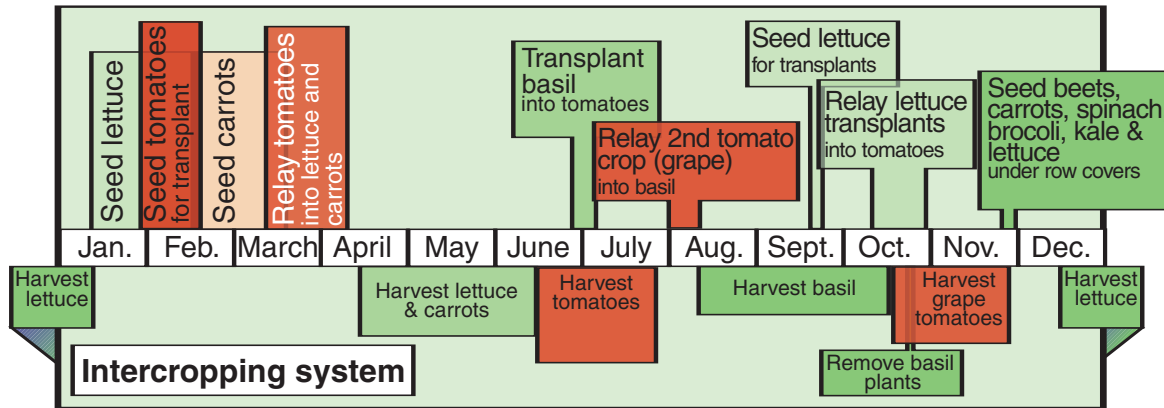 Seed lettuce
Seed tomatoes
for transplant
Seed carrots
Relay tomatoes
into lettuce and
carrots
Transplant
basil
into tomatoes
Relay 2nd tomato
crop (grape)
into basil
Seed lettuce
for transplants
Relay lettuce
transplants
into tomatoes
Seed beets,
carrots, spinach
brocoli, kale &
lettuce
under row covers
Jan.
Feb.
March
April
May
June
July
Aug.
Sept.
Oct.
Nov.
Dec.
Harvest
lettuce
Harvest lettuce
& carrots
Harvest
tomatoes
Harvest basil
Harvest
grape
tomatoes
Harvest
lettuce
Remove basil
plants
Intercropping system